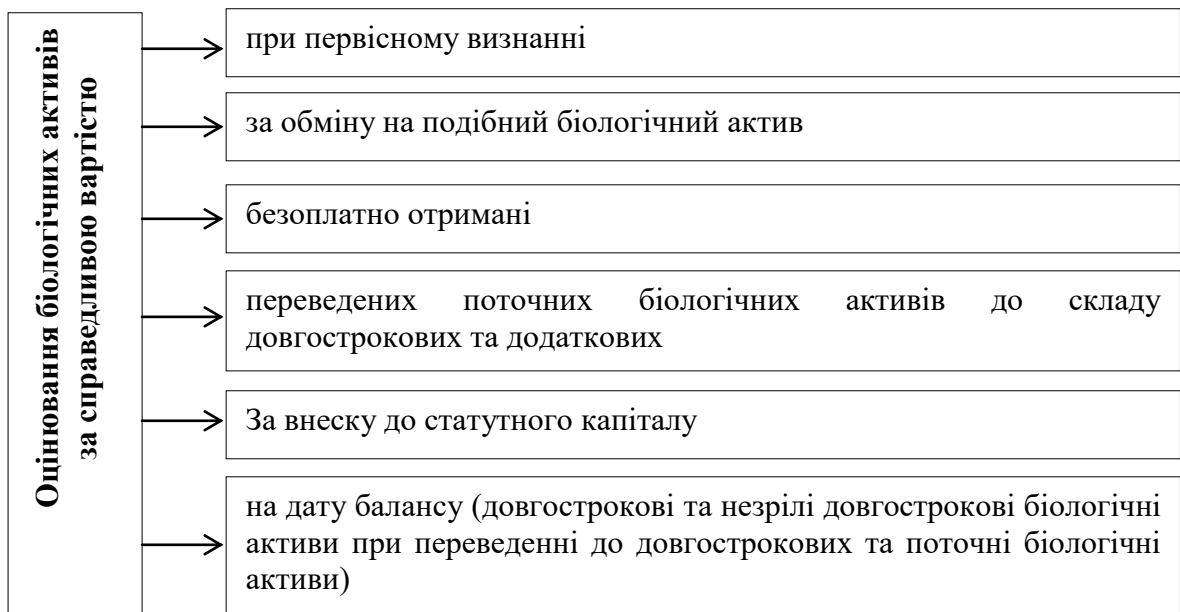 Оцінювання біологічних активів
за справедливою вартістю
при первісному визнанні
за обміну на подібний біологічний актив
безоплатно отримані
переведених поточних біологічних активів до складу
довгострокових та додаткових
За внеску до статутного капіталу
на дату балансу (довгострокові та незрілі довгострокові біологічні
активи при переведенні до довгострокових та поточні біологічні
активи)